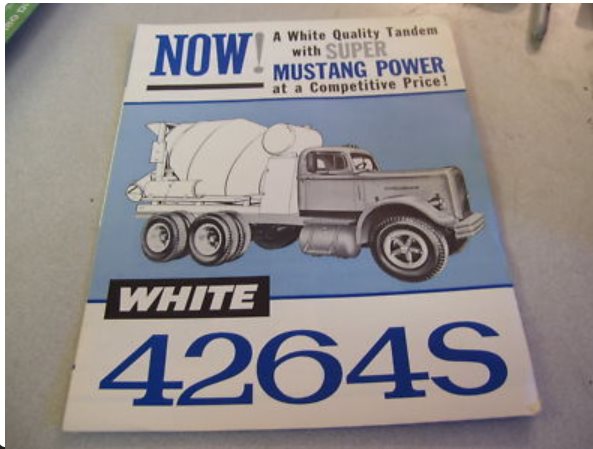 NOW!
A White Quality Tandem
with SUPER
MUSTANG POWER
at a Competitive Price!
WHITE
4264S